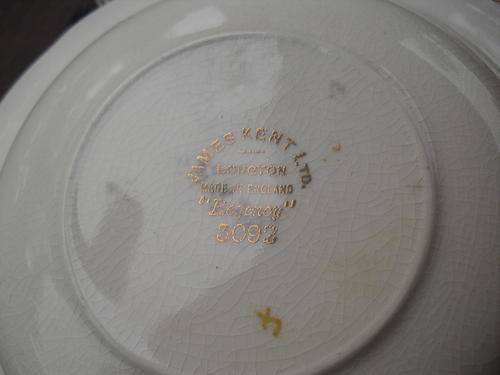 JAMES KENT LTD.
LONGTON
MADE IN ENGLAND
"Regency"
3092